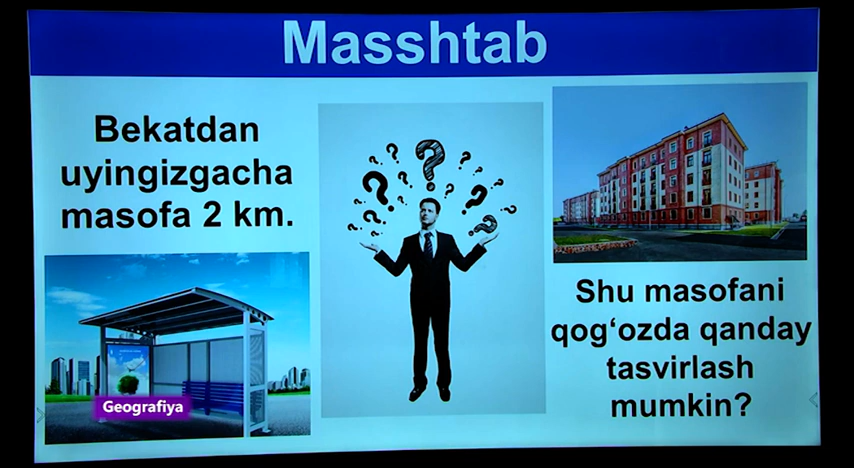 Masshtab
Bekatdan
uyingizgacha
masofa 2 km.
Geografiya
Shu masofani
qog‘ozda qanday
tasvirlash
mumkin?